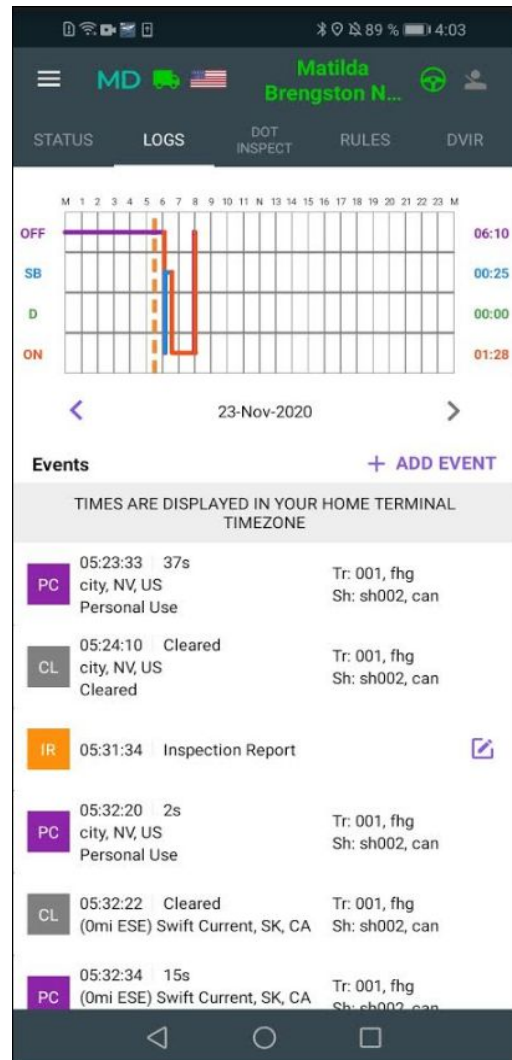 89 % 4:03
MD
Matilda
Brengston N...
STATUS LOGS DOT INSPECT RULES DVIR
M 1 2 3 4 5 6 7 8 9 10 11 N 13 14 15 16 17 18 19 20 21 22 23 M
OFF 06:10
SB 00:25
D 00:00
ON 01:28
23-Nov-2020
Events + ADD EVENT
TIMES ARE DISPLAYED IN YOUR HOME TERMINAL
TIMEZONE
05:23:33 37s
PC city, NV, US Tr: 001, fhg
Personal Use Sh: sh002, can
05:24:10 Cleared
CL city, NV, US Tr: 001, fhg
Cleared Sh: sh002, can
IR 05:31:34 Inspection Report
05:32:20 2s
PC city, NV, US Tr: 001, fhg
Personal Use Sh: sh002, can
CL 05:32:22 Cleared Tr: 001, fhg
(0mi ESE) Swift Current, SK, CA Sh: sh002, can
05:32:34 15s
PC (0mi ESE) Swift Current, SK, CA Tr: 001, fhg
Sh: sh002, can